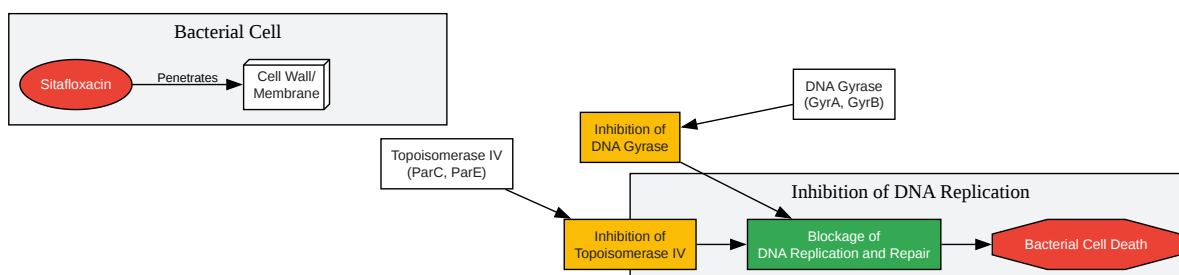 Bacterial Cell
Sitafloxacin
Penetrates
Cell Wall/
Membrane
DNA Gyrase
(GyrA, GyrB)
Inhibition of
DNA Gyrase
Topoisomerase IV
(ParC, ParE)
Inhibition of DNA Replication
Inhibition of
Topoisomerase IV
Blockage of
DNA Replication and Repair
Bacterial Cell Death